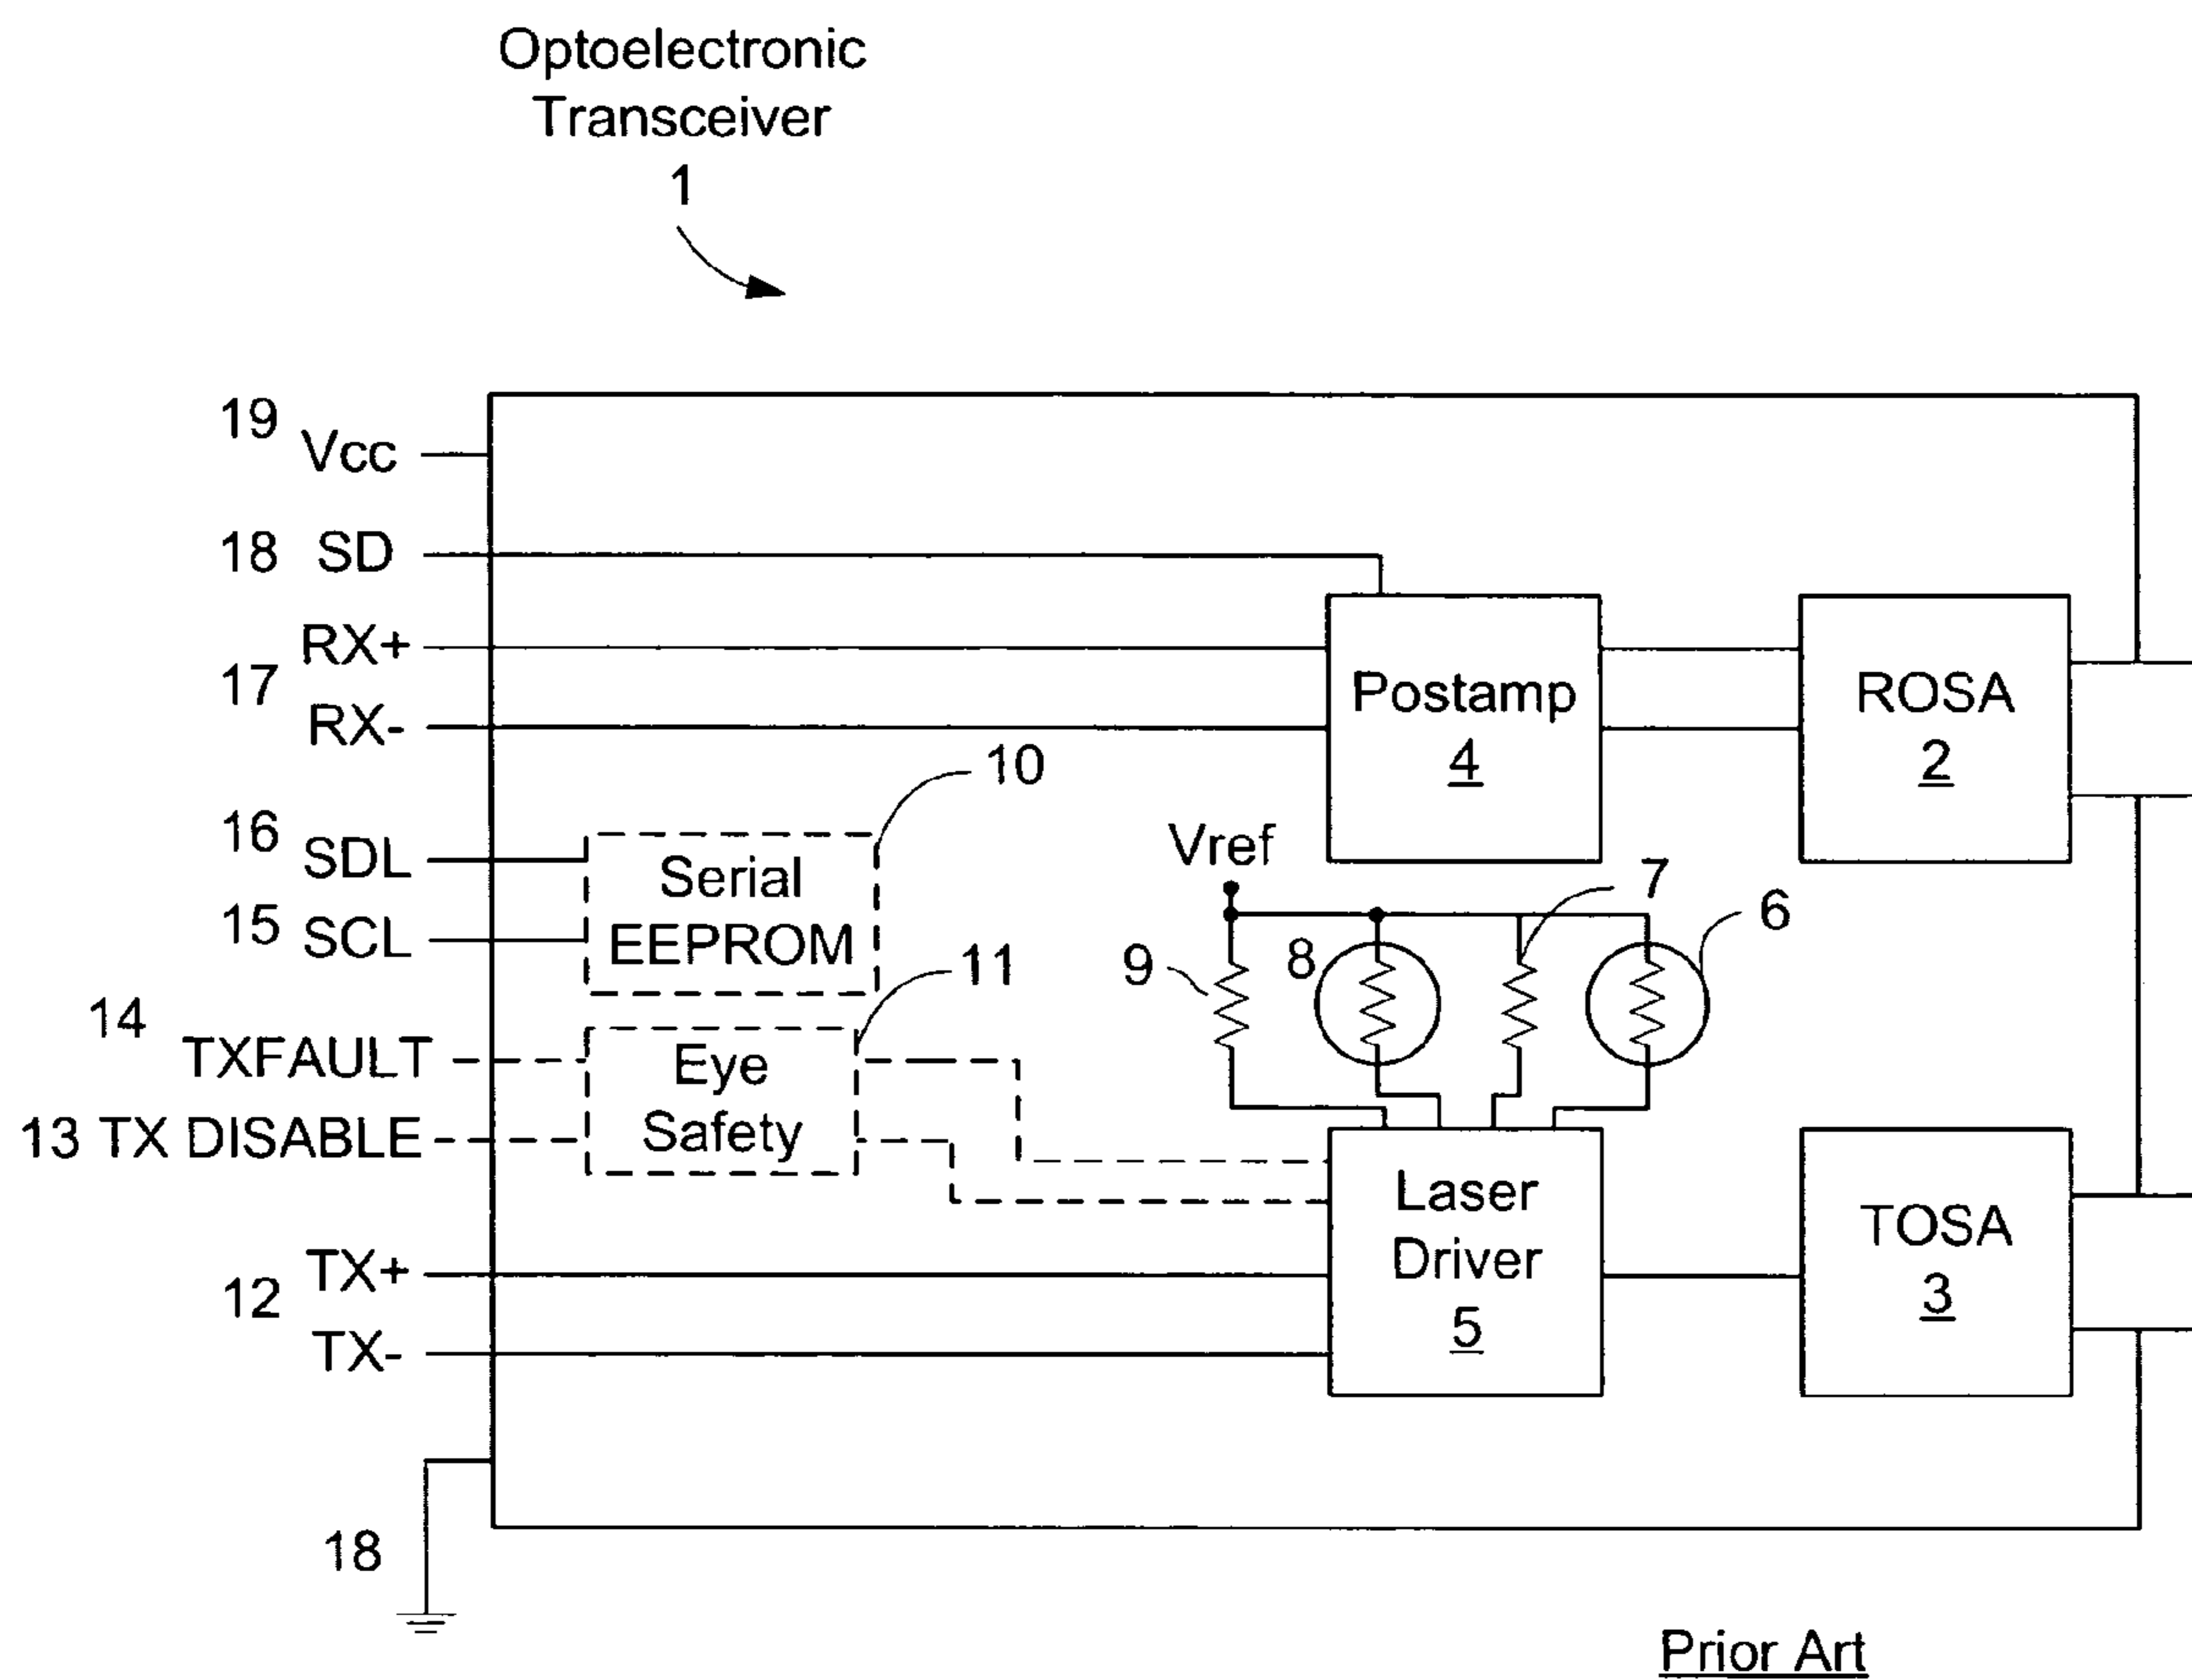 Optoelectronic
Transceiver
1
19
Vcc
18 SD
RX+
17
RX-
Postamp
4
ROSA
2
10
16
SDL
15
SCL
Serial
EEPROM
Vref
7
6
9
8
11
14
TXFAULT
13 TX DISABLE
Eye
Safety
Laser
Driver
5
TOSA
3
TX+
12
TX-
18
Prior Art